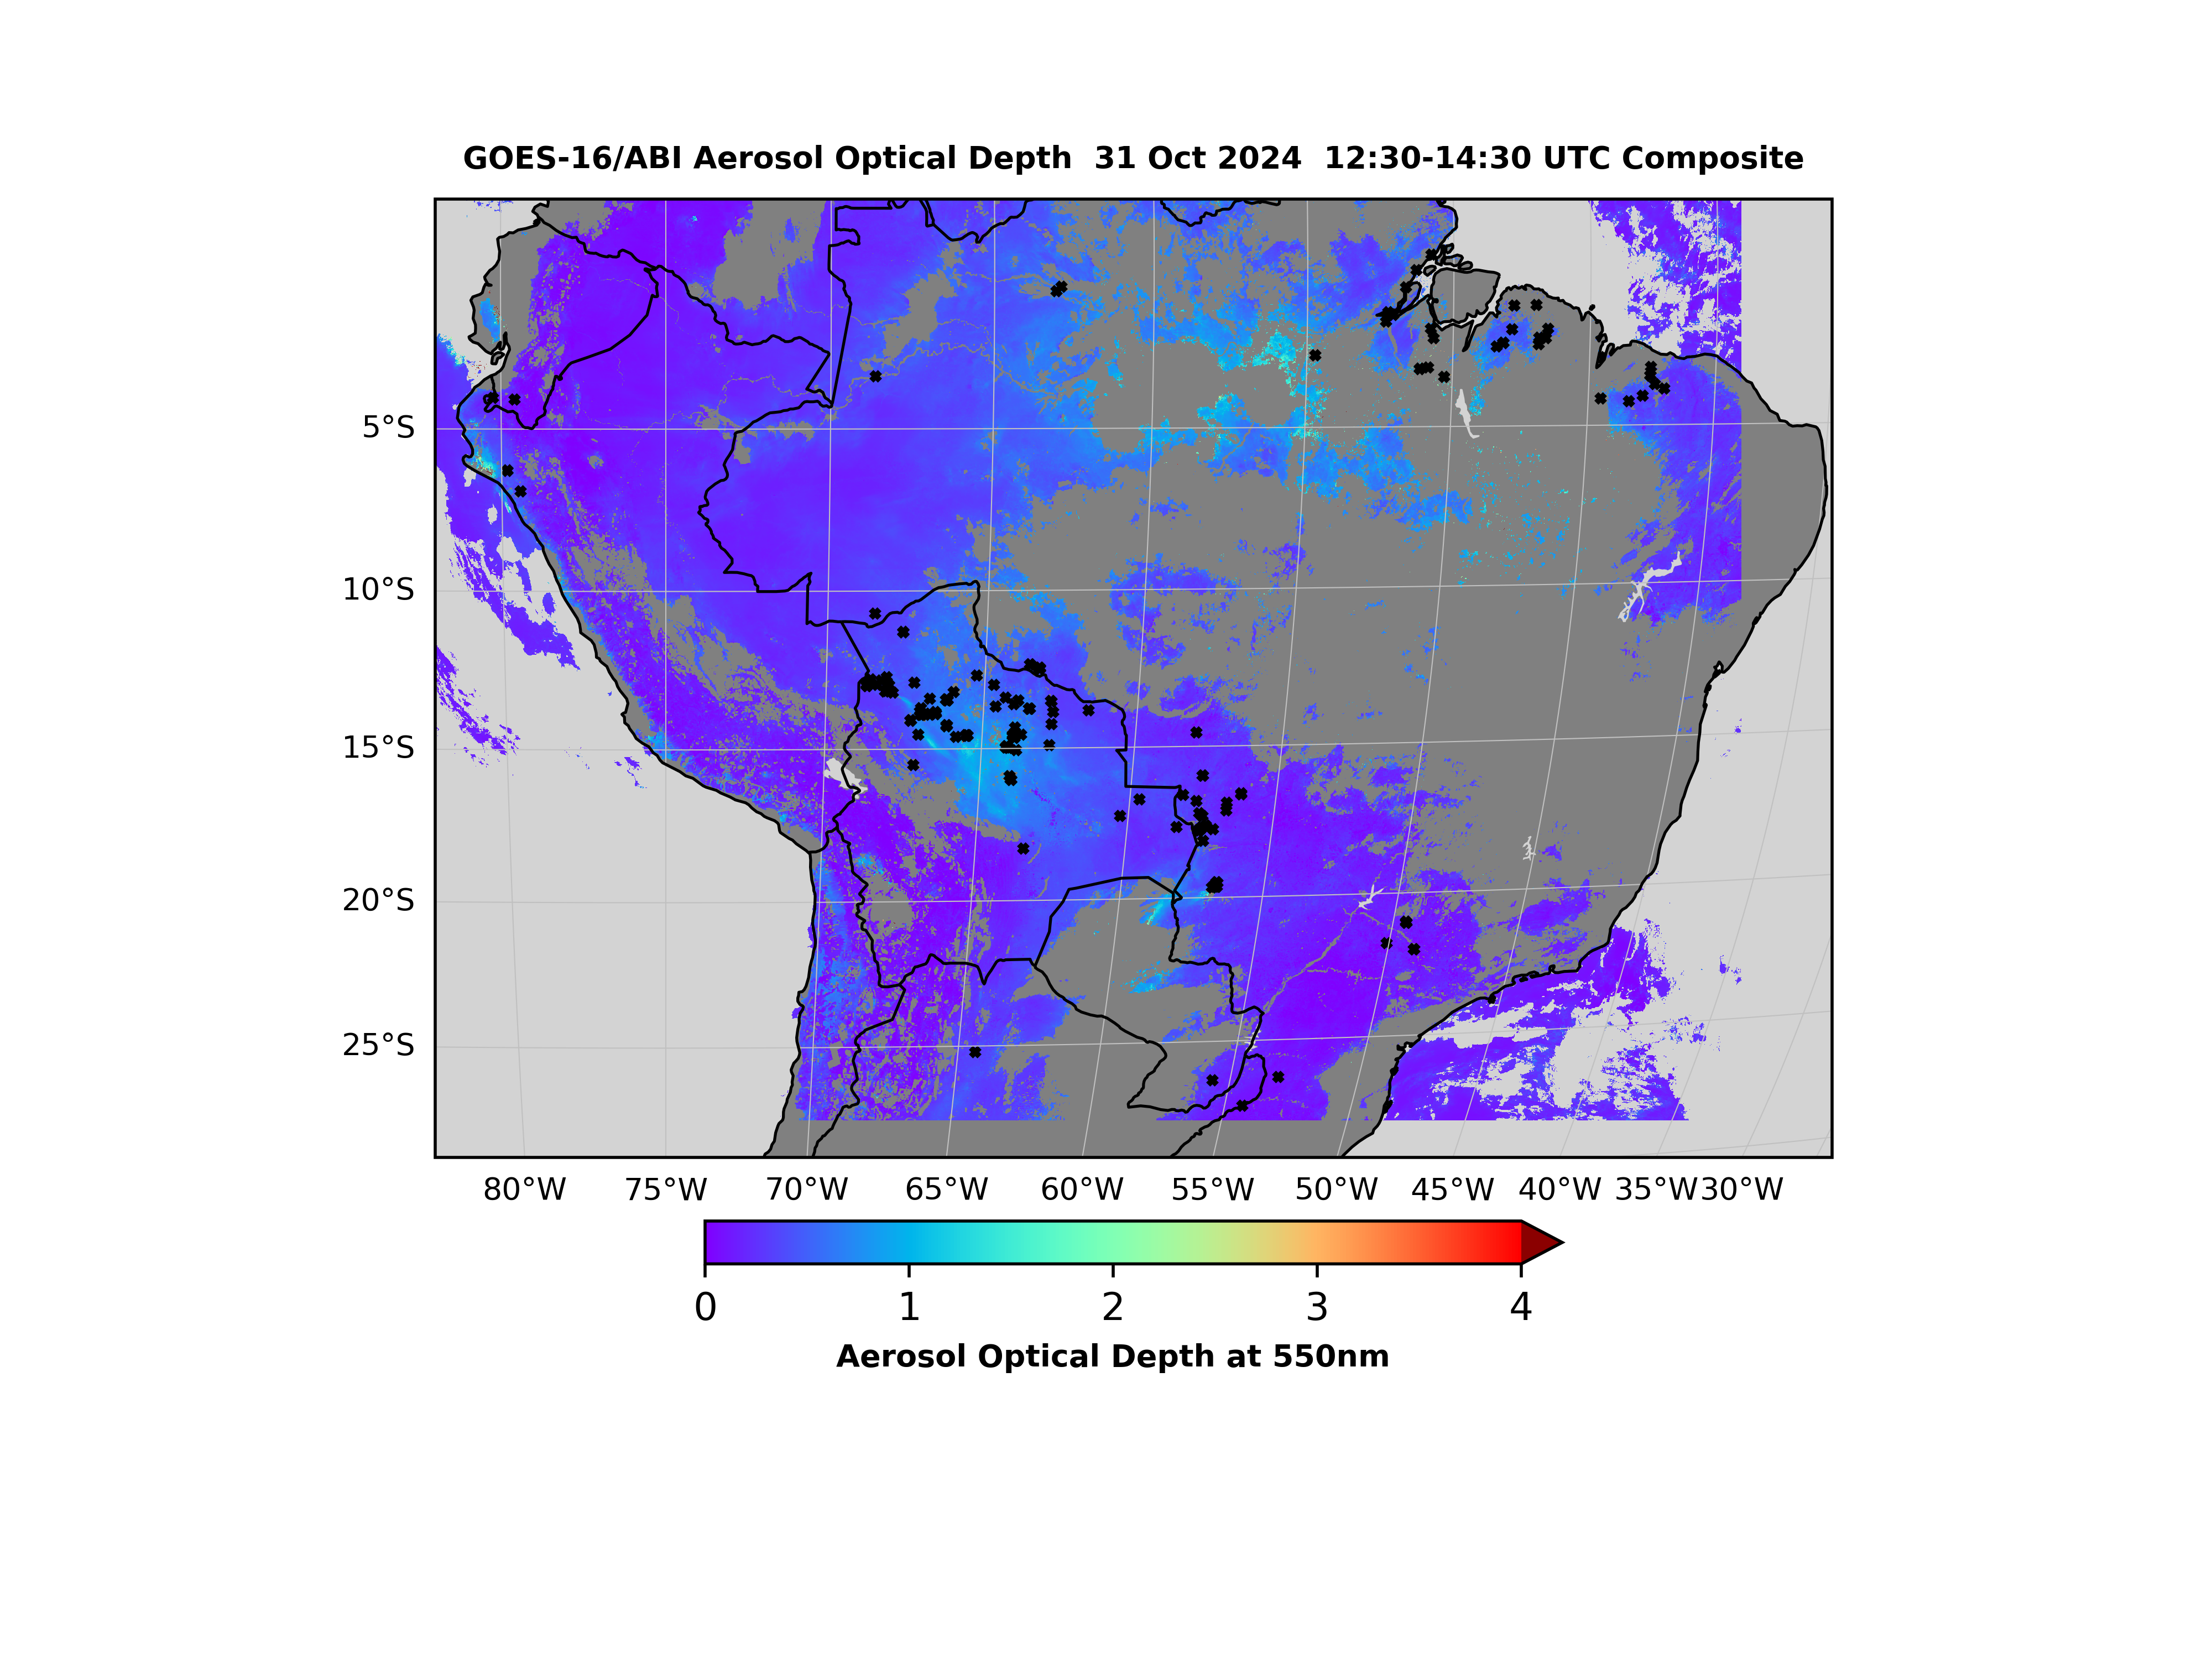 GOES-16/ABI Aerosol Optical Depth  31 Oct 2024  12:30-14:30 UTC Composite
5°S
10°S
15°S
20°S
25°S
80°W 75°W 70°W 65°W 60°W 55°W 50°W 45°W 40°W 35°W 30°W
0 1 2 3 4
Aerosol Optical Depth at 550nm